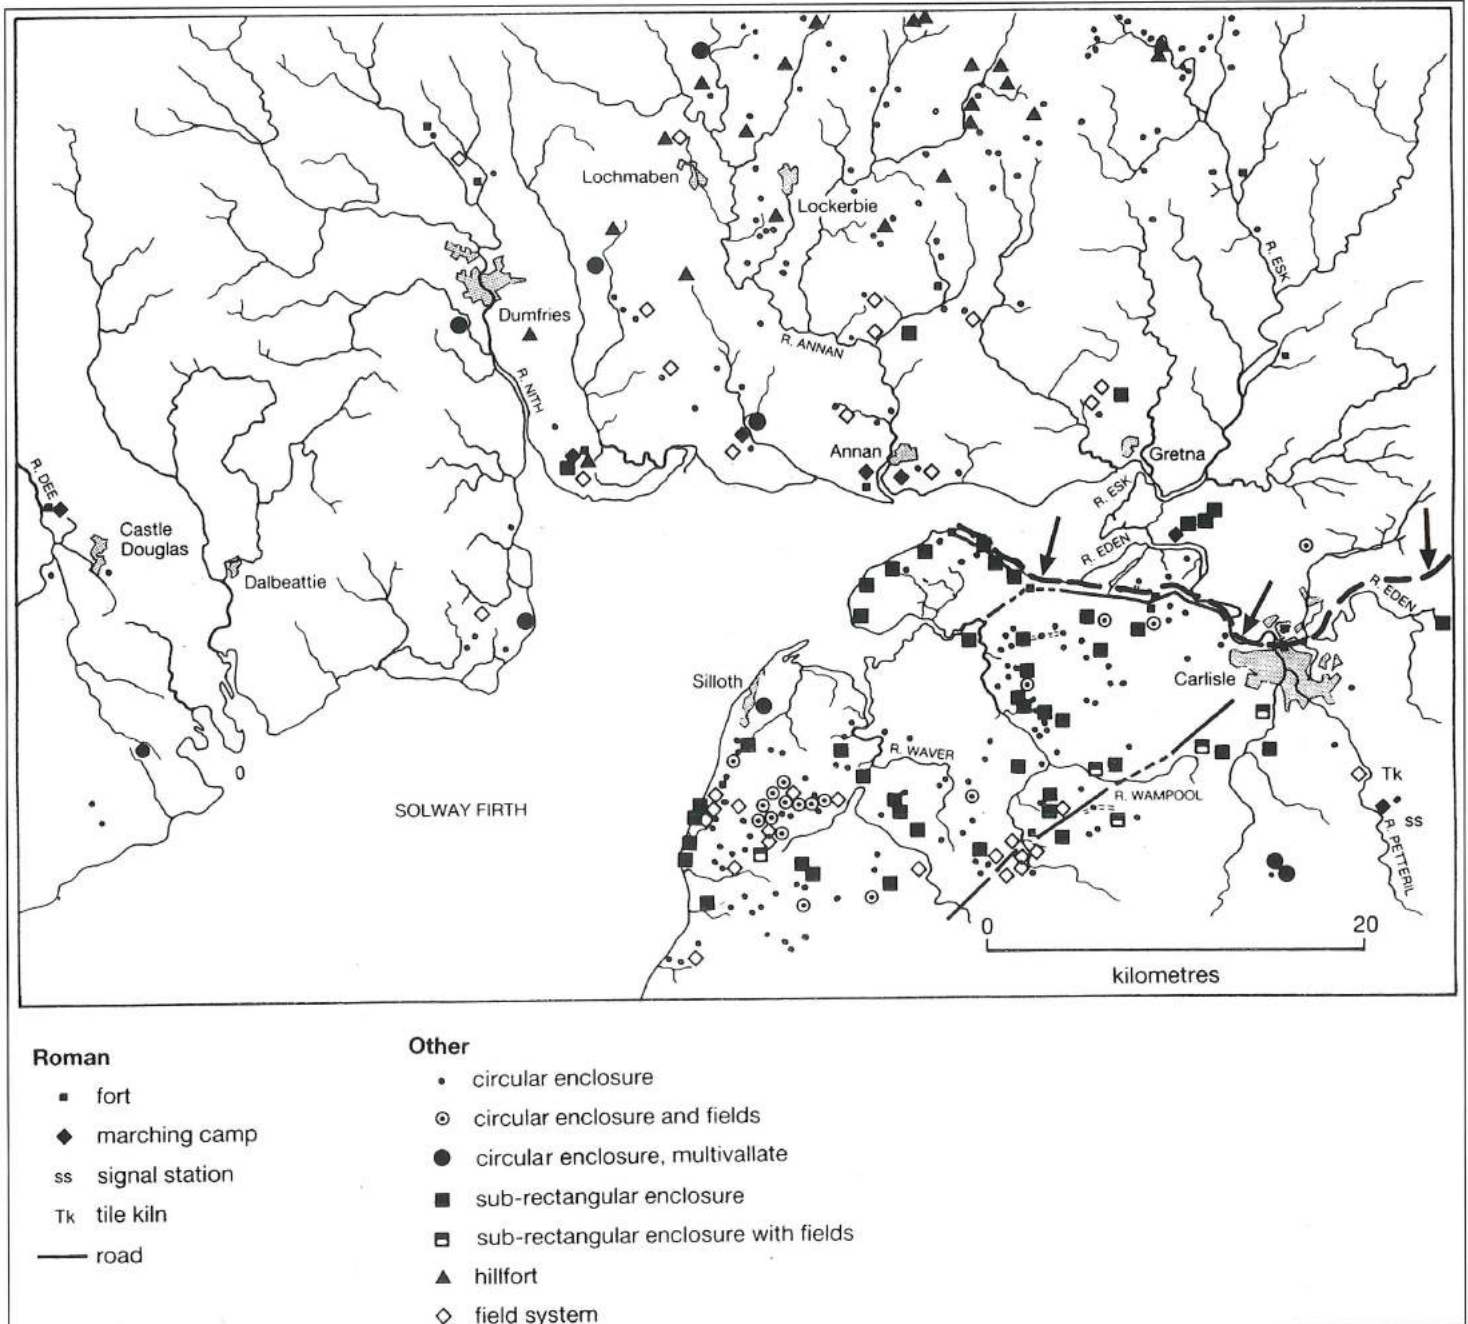 Lochmaben
Lockerbie
R. ESK
Dumfries
R. ANNAN
R. NITH
Annan
Gretna
R. DEE
R. ESK
Castle
Douglas
R. EDEN
Dalbeattie
R. EDEN
Silloth
Carlisle
R. WAVER
0
Tk
R. WAMPOOL
SOLWAY FIRTH
ss
R. PETTERIL
0
20
kilometres
Roman
fort
marching camp
ss signal station
Tk tile kiln
road
Other
circular enclosure
circular enclosure and fields
circular enclosure, multivallate
sub-rectangular enclosure
sub-rectangular enclosure with fields
hillfort
field system